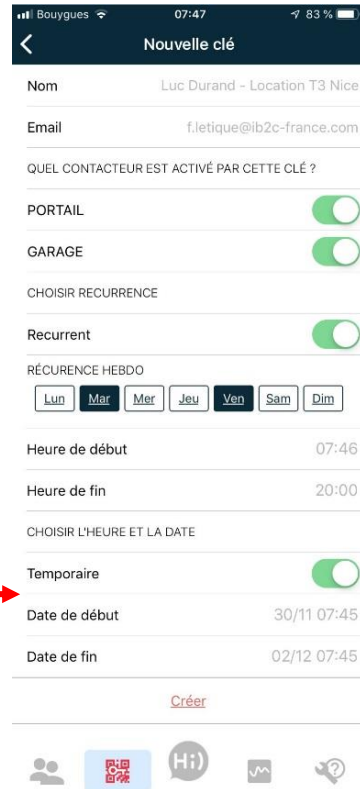 Bouygues 07:47 83 %
Nouvelle clé
Nom Luc Durand - Location T3 Nice
Email f.letique@ib2c-france.com
QUEL CONTACTEUR EST ACTIVÉ PAR CETTE CLÉ ?
PORTAIL
GARAGE
CHOISIR RECURRENCE
Recurrent
RÉCURENCE HEBDO
Lun Mar Mer Jeu Ven Sam Dim
Heure de début 07:46
Heure de fin 20:00
CHOISIR L'HEURE ET LA DATE
Temporaire
Date de début 30/11 07:45
Date de fin 02/12 07:45
Créer
Hi)